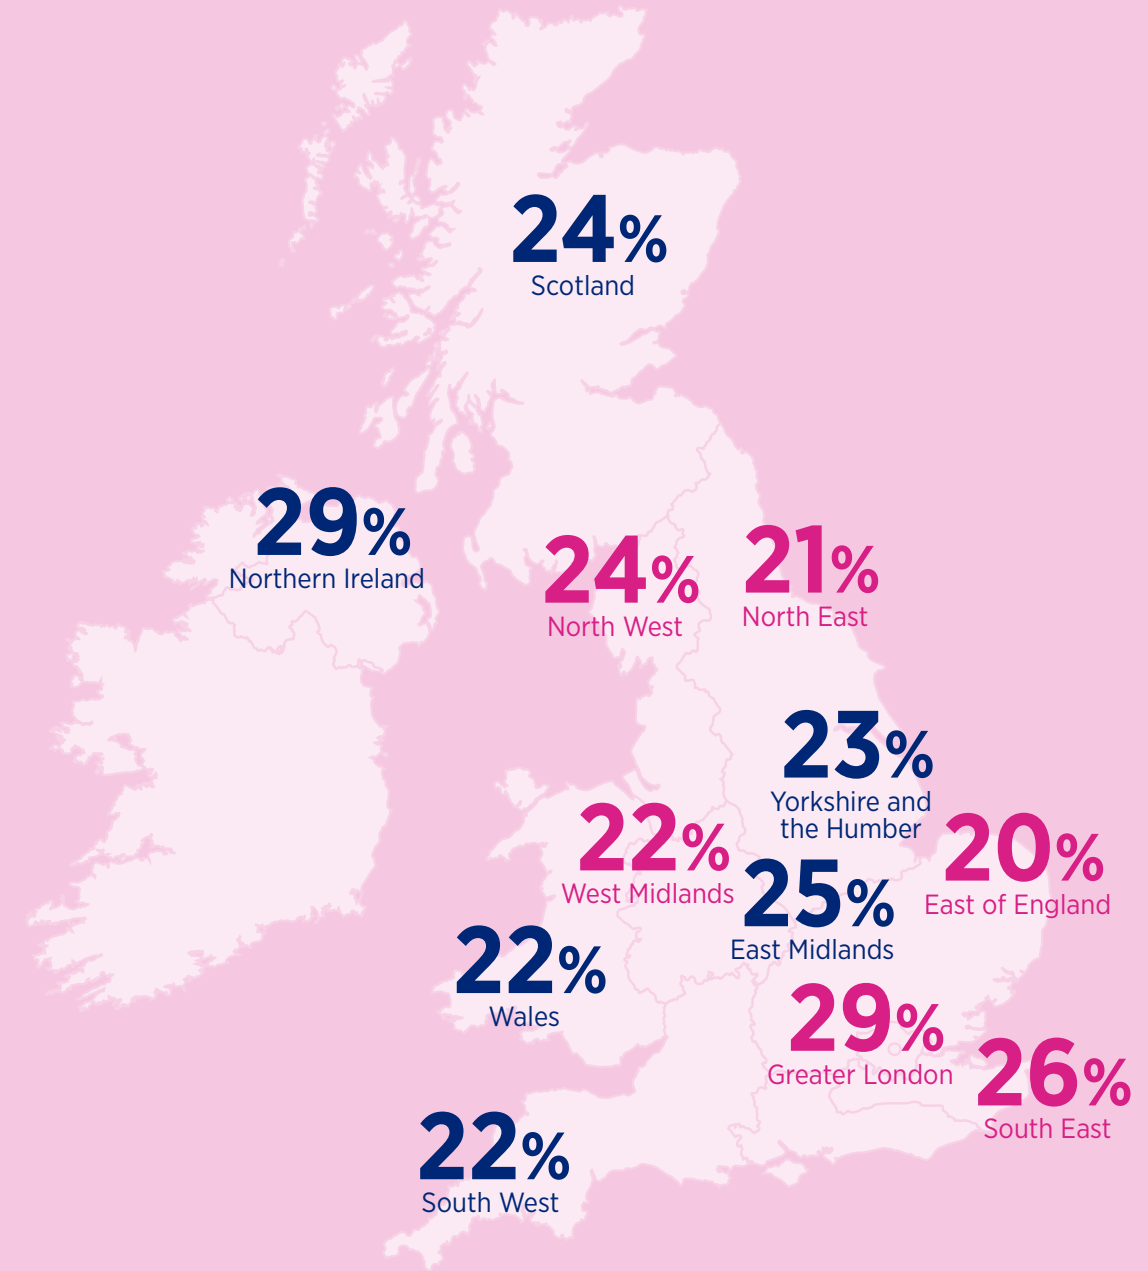 24%
Scotland
29%
Northern Ireland
24%
North West
21%
North East
23%
Yorkshire and
the Humber
22%
West Midlands
20%
East of England
25%
East Midlands
22%
Wales
29%
Greater London
26%
South East
22%
South West